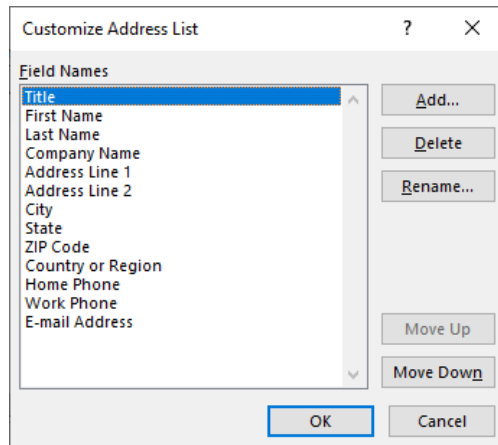 Customize Address List
?
Field Names
Title
First Name
Last Name
Company Name
Address Line 1
Address Line 2
City
State
ZIP Code
Country or Region
Home Phone
Work Phone
E-mail Address
Add...
Delete
Rename...
Move Up
Move Down
OK
Cancel